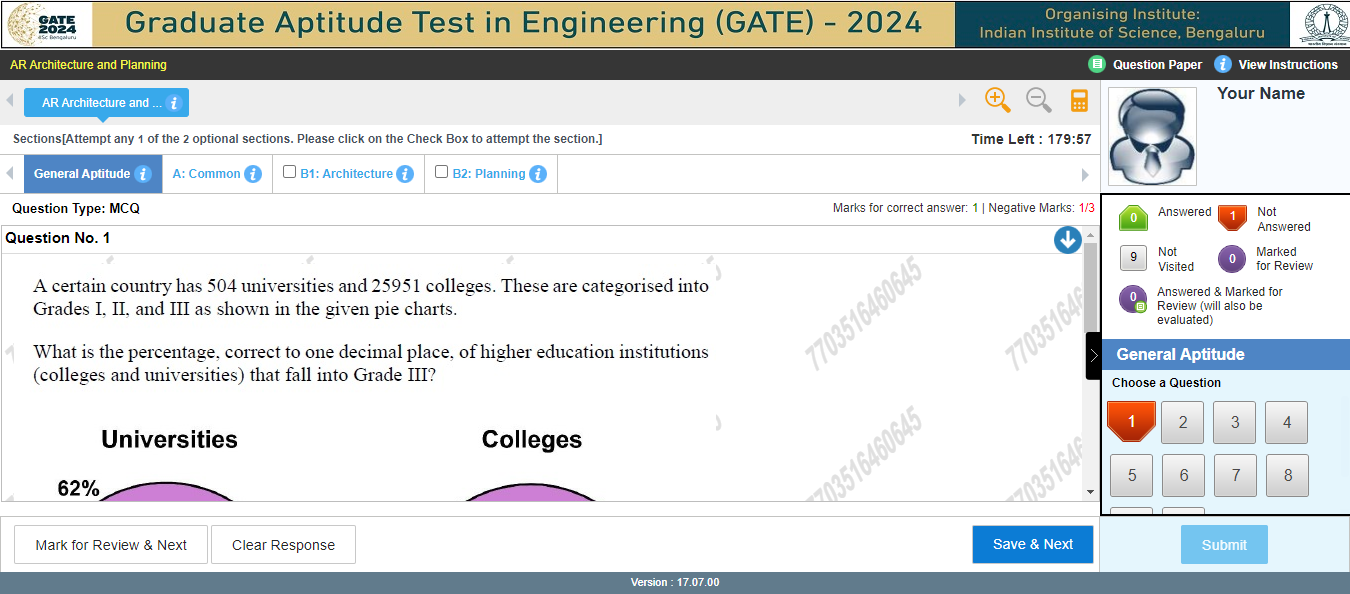 GATE
2024
IISc Bengaluru
Graduate Aptitude Test in Engineering (GATE) - 2024
Organising Institute:
Indian Institute of Science, Bengaluru
AR Architecture and Planning
Question Paper
View Instructions
AR Architecture and ...
Your Name
Sections[Attempt any 1 of the 2 optional sections. Please click on the Check Box to attempt the section.]
Time Left : 179:57
General Aptitude
A: Common
B1: Architecture
B2: Planning
Question Type: MCQ
Marks for correct answer: 1 | Negative Marks: 1/3
Question No. 1
A certain country has 504 universities and 25951 colleges. These are categorised into
Grades I, II, and III as shown in the given pie charts.
What is the percentage, correct to one decimal place, of higher education institutions
(colleges and universities) that fall into Grade III?
Universities
Colleges
62%
7703516460645
7703516460645
0 Answered
1 Not
Answered
9 Not
Visited
0 Marked
for Review
0 Answered & Marked for
Review (will also be
evaluated)
General Aptitude
Choose a Question
1 2 3 4
5 6 7 8
Mark for Review & Next
Clear Response
Save & Next
Submit
Version : 17.07.00